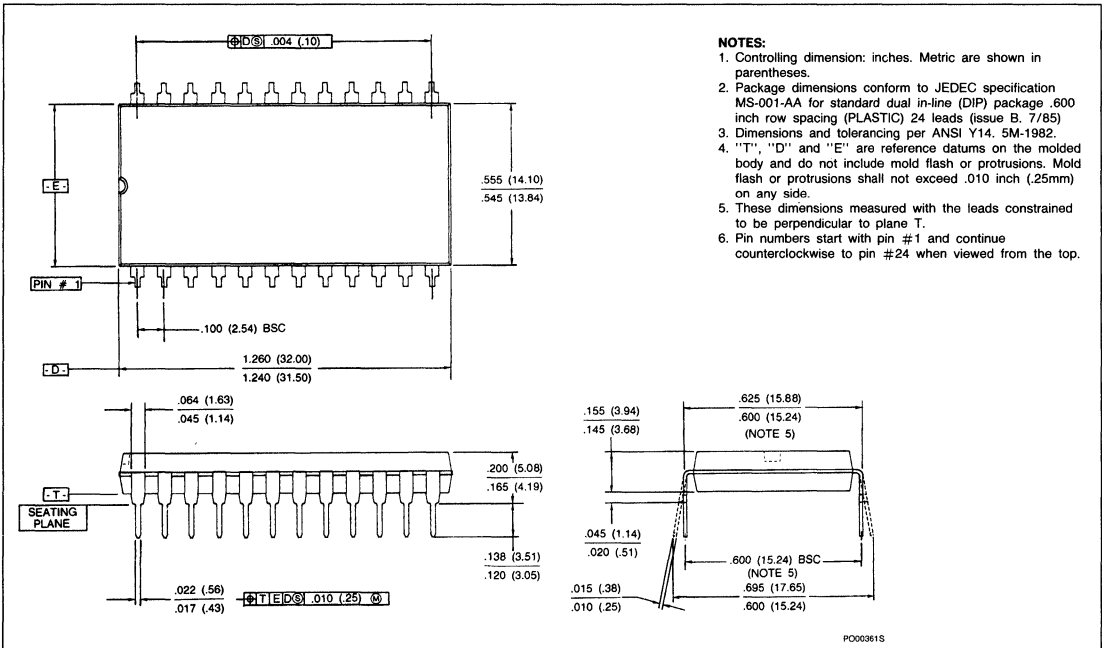 ⌖ D Ⓢ .004 (.10)
- E -
.555 (14.10)
.545 (13.84)
PIN # 1
.100 (2.54) BSC
- D -
1.260 (32.00)
1.240 (31.50)
NOTES:
1. Controlling dimension: inches. Metric are shown in
parentheses.
2. Package dimensions conform to JEDEC specification
MS-001-AA for standard dual in-line (DIP) package .600
inch row spacing (PLASTIC) 24 leads (issue B. 7/85)
3. Dimensions and tolerancing per ANSI Y14. 5M-1982.
4. "T", "D" and "E" are reference datums on the molded
body and do not include mold flash or protrusions. Mold
flash or protrusions shall not exceed .010 inch (.25mm)
on any side.
5. These dimensions measured with the leads constrained
to be perpendicular to plane T.
6. Pin numbers start with pin #1 and continue
counterclockwise to pin #24 when viewed from the top.
.064 (1.63)
.045 (1.14)
.200 (5.08)
.165 (4.19)
- T -
SEATING
PLANE
.138 (3.51)
.120 (3.05)
.022 (.56)
.017 (.43)
⌖ T E D Ⓢ .010 (.25) Ⓜ
.155 (3.94)
.145 (3.68)
.625 (15.88)
.600 (15.24)
(NOTE 5)
.045 (1.14)
.020 (.51)
.600 (15.24) BSC
(NOTE 5)
.015 (.38)
.010 (.25)
.695 (17.65)
.600 (15.24)
PO00361S